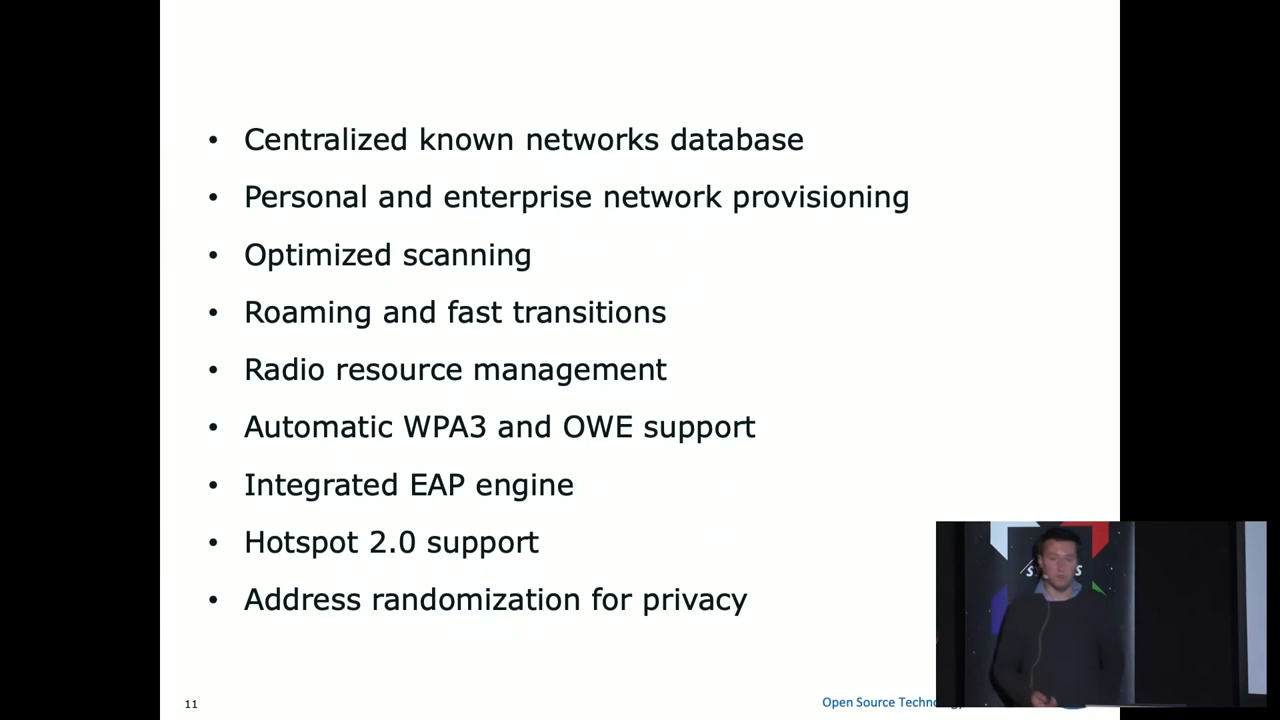 • Centralized known networks database
• Personal and enterprise network provisioning
• Optimized scanning
• Roaming and fast transitions
• Radio resource management
• Automatic WPA3 and OWE support
• Integrated EAP engine
• Hotspot 2.0 support
• Address randomization for privacy
11
Open Source